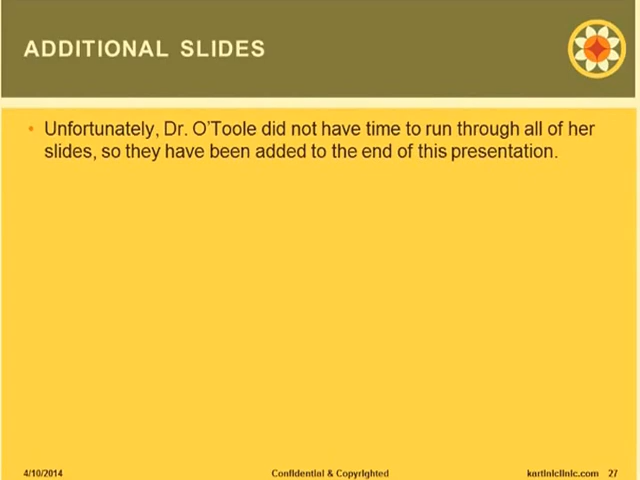 ADDITIONAL SLIDES
• Unfortunately, Dr. O'Toole did not have time to run through all of her
slides, so they have been added to the end of this presentation.
4/10/2014 Confidential & Copyrighted kartiniclinic.com 27